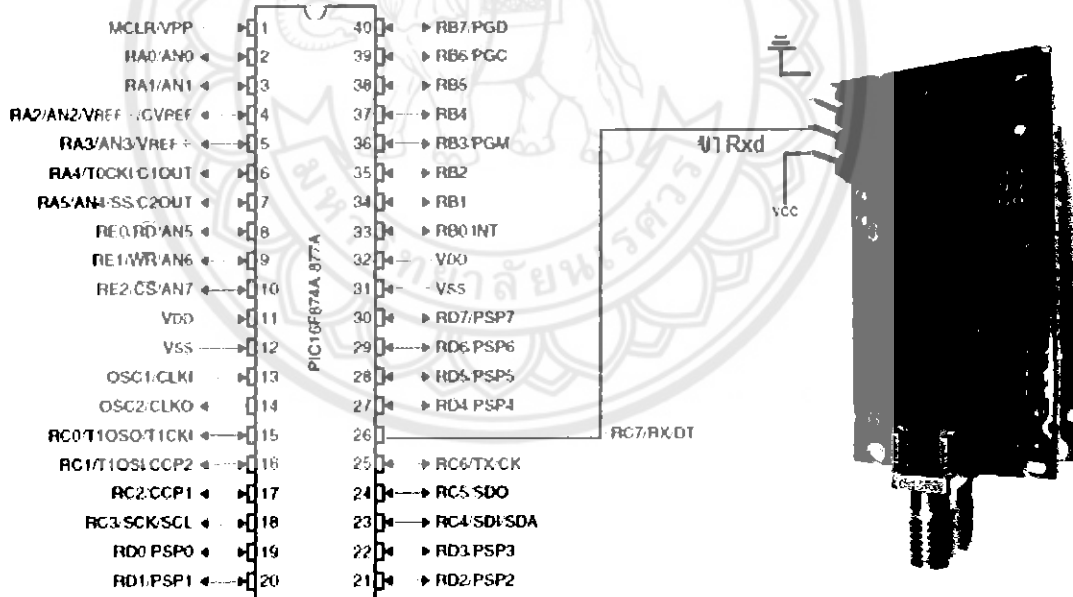 MCLR/VPP 1
RA0/AN0 2
RA1/AN1 3
RA2/AN2/VREF-/CVREF 4
RA3/AN3/VREF+ 5
RA4/T0CKI/C1OUT 6
RA5/AN4/SS/C2OUT 7
RE0/RD/AN5 8
RE1/WR/AN6 9
RE2/CS/AN7 10
VDD 11
VSS 12
OSC1/CLKI 13
OSC2/CLKO 14
RC0/T1OSO/T1CKI 15
RC1/T1OSI/CCP2 16
RC2/CCP1 17
RC3/SCK/SCL 18
RD0/PSP0 19
RD1/PSP1 20
PIC16F874A/877A
40 RB7/PGD
39 RB6/PGC
38 RB5
37 RB4
36 RB3/PGM
35 RB2
34 RB1
33 RB0/INT
32 VDD
31 VSS
30 RD7/PSP7
29 RD6/PSP6
28 RD5/PSP5
27 RD4/PSP4
26 RC7/RX/DT
25 RC6/TX/CK
24 RC5/SDO
23 RC4/SDI/SDA
22 RD3/PSP3
21 RD2/PSP2
ขา Rxd
VCC